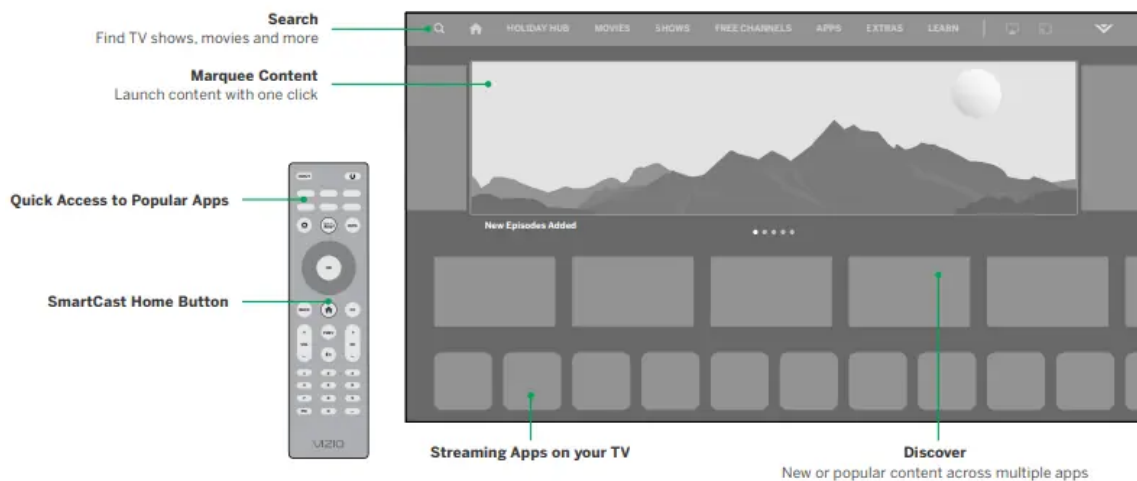 Search
Find TV shows, movies and more
HOLIDAY HUB MOVIES SHOWS FREE CHANNELS APPS EXTRAS LEARN
Marquee Content
Launch content with one click
Quick Access to Popular Apps
New Episodes Added
SmartCast Home Button
VIZIO
Streaming Apps on your TV
Discover
New or popular content across multiple apps